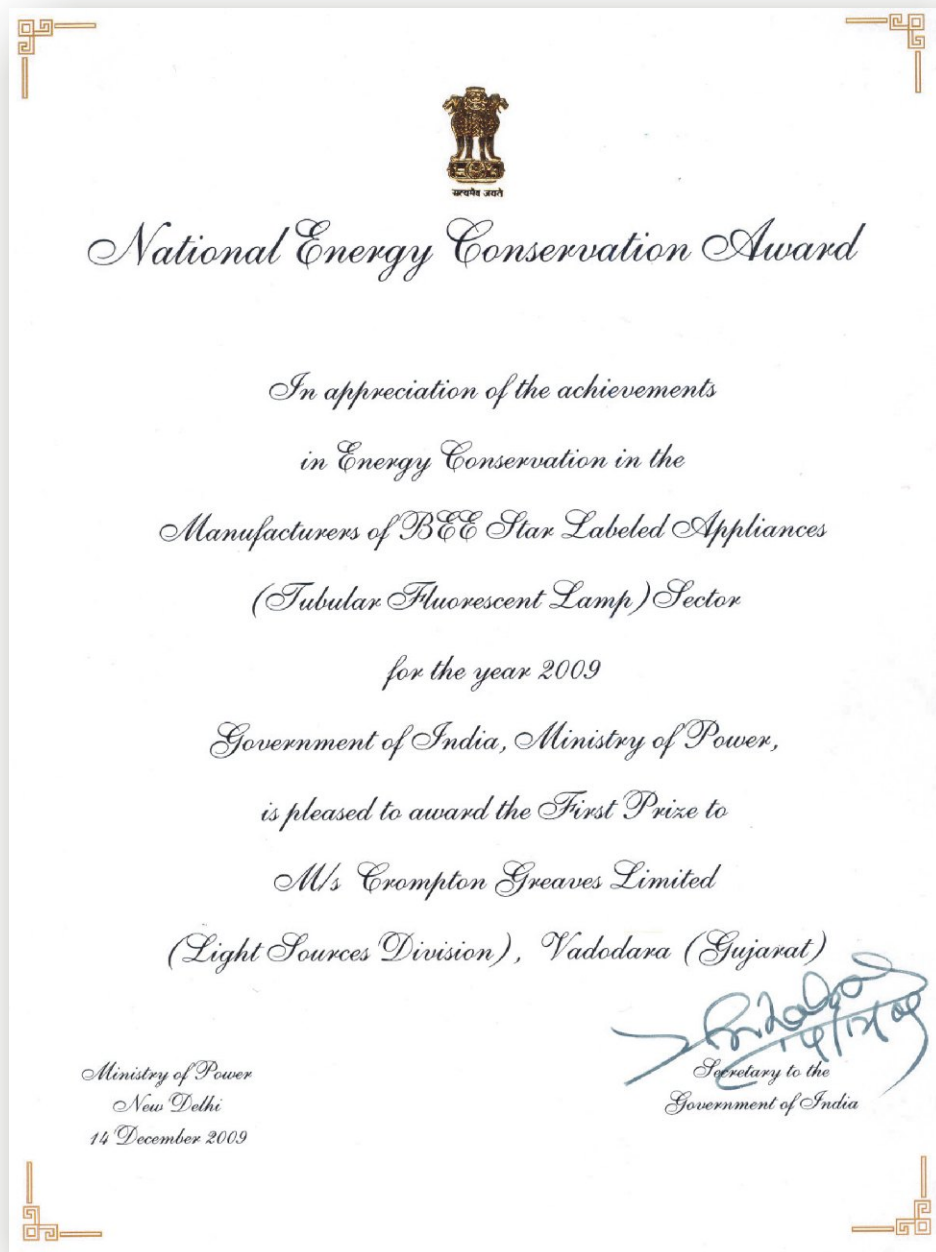 सत्यमेव जयते
National Energy Conservation Award
In appreciation of the achievements
in Energy Conservation in the
Manufacturers of BEE Star Labeled Appliances
(Tubular Fluorescent Lamp) Sector
for the year 2009
Government of India, Ministry of Power,
is pleased to award the First Prize to
M/s Crompton Greaves Limited
(Light Sources Division), Vadodara (Gujarat)
Ministry of Power
New Delhi
14 December 2009
14/12/09
Secretary to the
Government of India